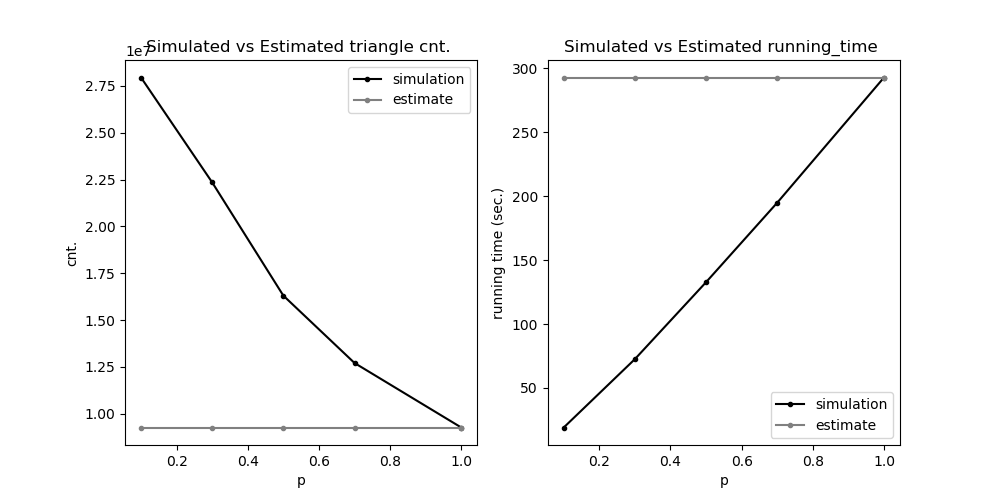 Simulated vs Estimated triangle cnt.
1e7
2.75
2.50
2.25
2.00
1.75
1.50
1.25
1.00
cnt.
0.2 0.4 0.6 0.8 1.0
p
simulation
estimate
Simulated vs Estimated running_time
300
250
200
150
100
50
running time (sec.)
0.2 0.4 0.6 0.8 1.0
p
simulation
estimate